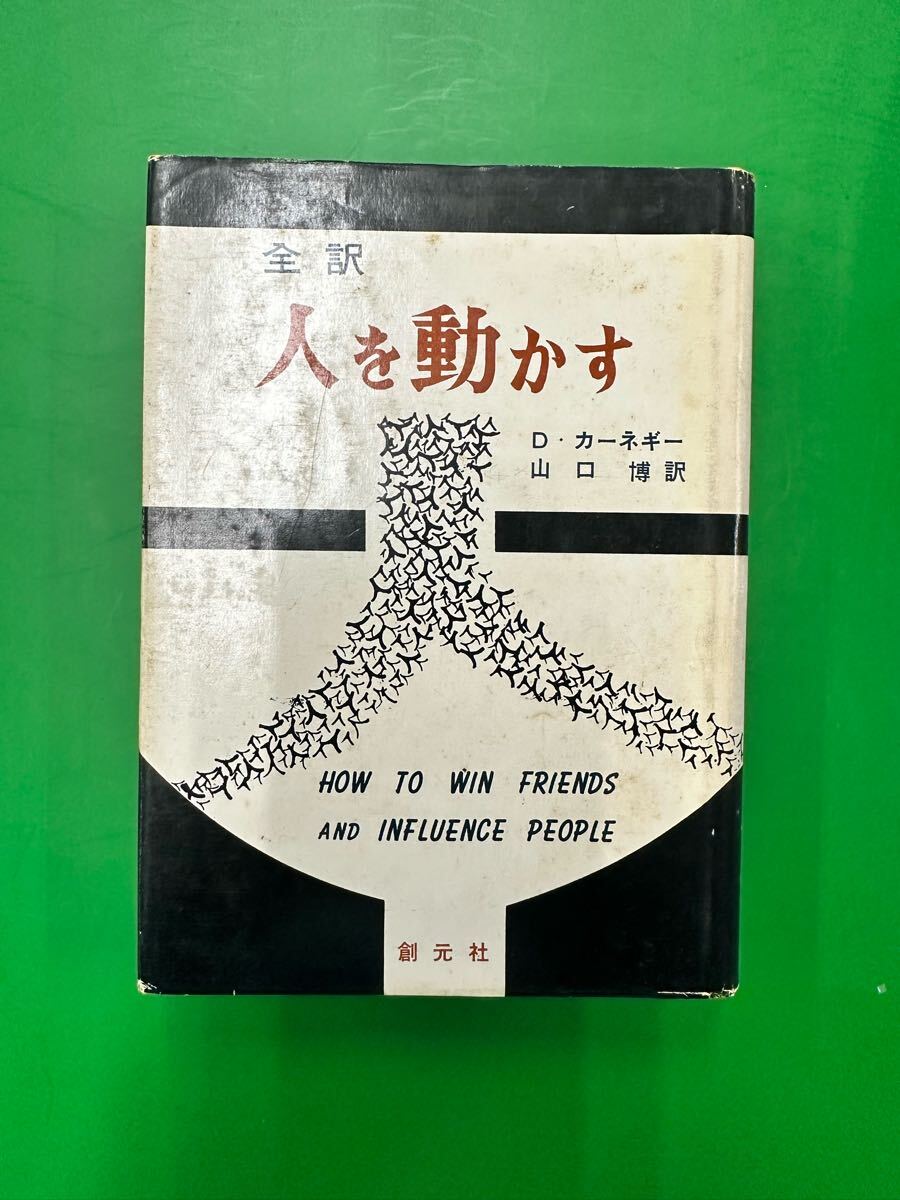 全訳
人を動かす
D・カーネギー
山口 博訳
HOW TO WIN FRIENDS
AND INFLUENCE PEOPLE
創元社